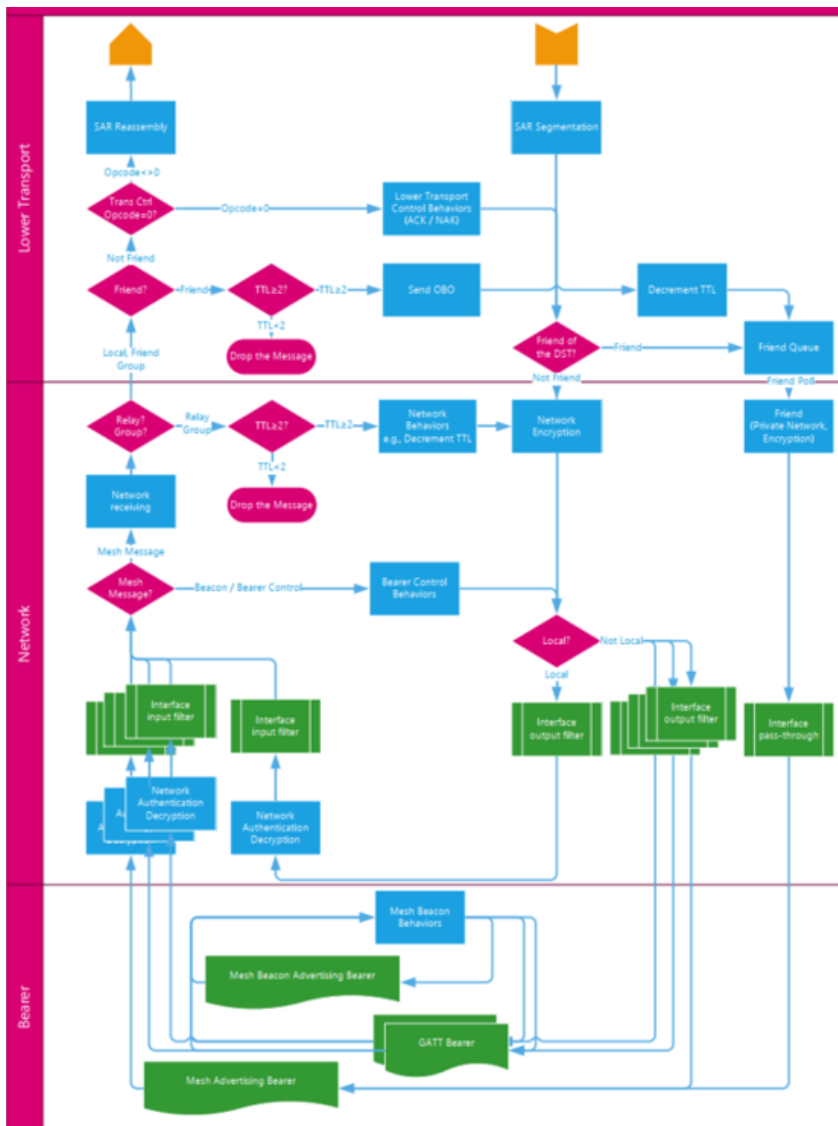 Lower Transport
SAR Reassembly
SAR Segmentation
Opcode<>0
Trans Ctrl
Opcode=0?
Opcode=0
Lower Transport
Control Behaviors
(ACK / NAK)
Not Friend
Friend?
Friend
TTL≥2?
TTL≥2
Send OBO
Decrement TTL
TTL<2
Drop the Message
Local, Friend
Group
Friend of
the DST?
Friend
Friend Queue
Not Friend
Friend Poll
Network
Relay?
Group?
Relay
Group
TTL≥2?
TTL≥2
Network
Behaviors
e.g., Decrement TTL
Network
Encryption
Friend
(Private Network,
Encryption)
TTL<2
Drop the Message
Network
receiving
Mesh Message
Mesh
Message?
Beacon / Bearer Control
Bearer Control
Behaviors
Local?
Not Local
Local
Interface
input filter
Interface
input filter
Interface
output filter
Interface
output filter
Interface
pass-through
Network
Authentication
Decryption
Network
Authentication
Decryption
Bearer
Mesh Beacon
Behaviors
Mesh Beacon Advertising Bearer
GATT Bearer
Mesh Advertising Bearer